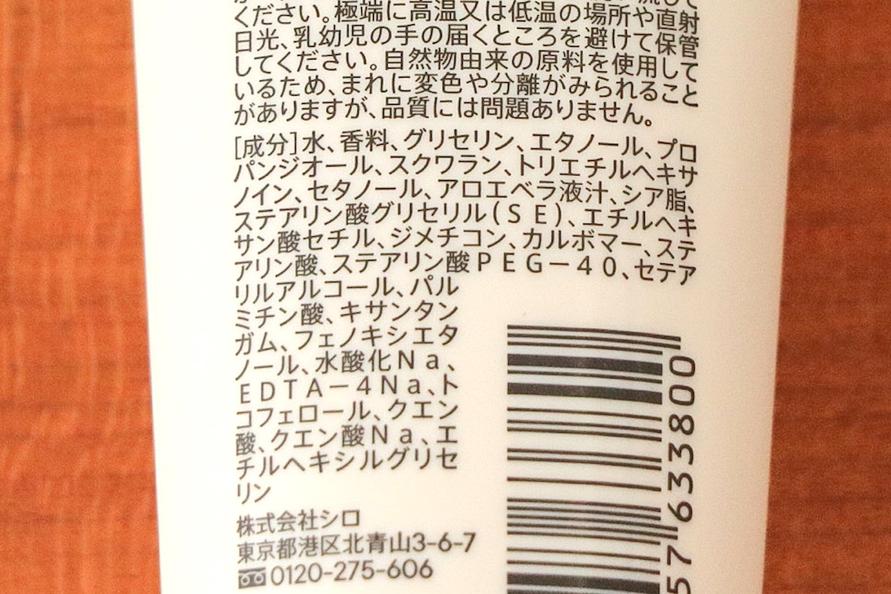 ください。極端に高温又は低温の場所や直射
日光、乳幼児の手の届くところを避けて保管
してください。自然物由来の原料を使用して
いるため、まれに変色や分離がみられること
がありますが、品質には問題ありません。
[成分]水、香料、グリセリン、エタノール、プロ
パンジオール、スクワラン、トリエチルヘキサ
ノイン、セタノール、アロエベラ液汁、シア脂、
ステアリン酸グリセリル(ＳＥ)、エチルヘキ
サン酸セチル、ジメチコン、カルボマー、ステ
アリン酸、ステアリン酸ＰＥＧ－４０、セテア
リルアルコール、パル
ミチン酸、キサンタン
ガム、フェノキシエタ
ノール、水酸化Ｎａ、
ＥＤＴＡ－４Ｎａ、ト
コフェロール、クエン
酸、クエン酸Ｎａ、エ
チルヘキシルグリセ
リン
株式会社シロ
東京都港区北青山3-6-7
0120-275-606
57633800